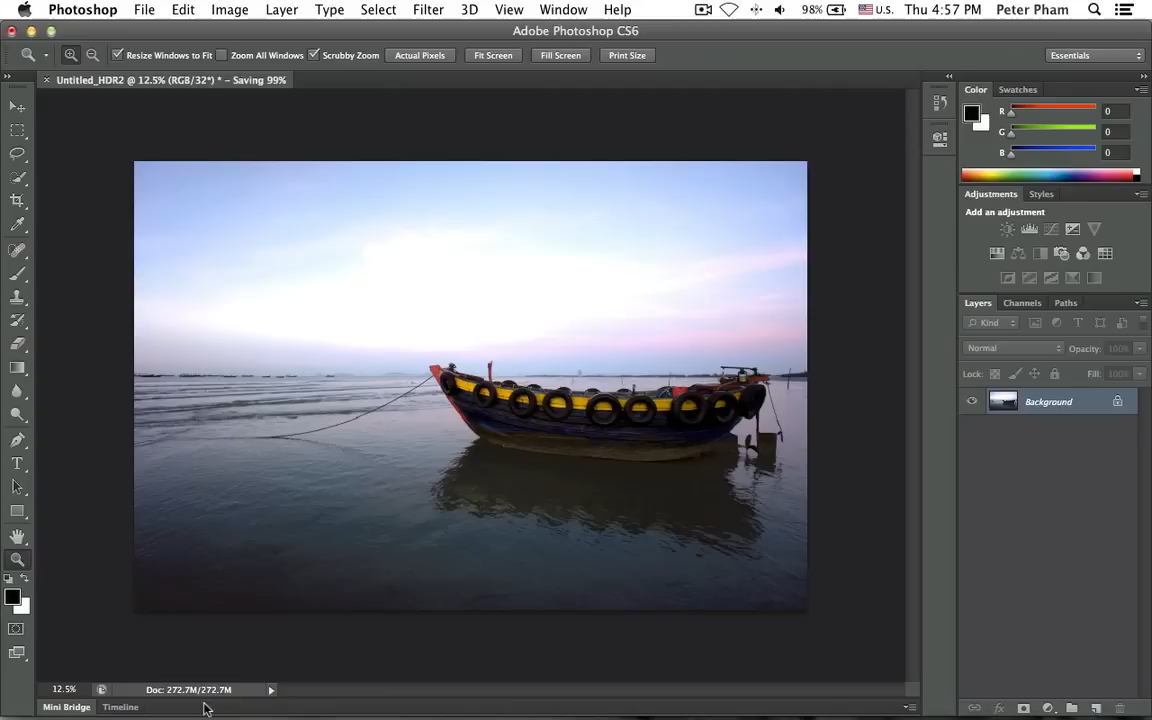 Photoshop File Edit Image Layer Type Select Filter 3D View Window Help 98% U.S. Thu 4:57 PM Peter Pham
Adobe Photoshop CS6
Resize Windows to Fit Zoom All Windows Scrubby Zoom Actual Pixels Fit Screen Fill Screen Print Size Essentials
× Untitled_HDR2 @ 12.5% (RGB/32*) * – Saving 99%
Color Swatches
R 0
G 0
B 0
Adjustments Styles
Add an adjustment
Layers Channels Paths
Kind
Normal Opacity: 100%
Lock: Fill: 100%
Background
12.5% Doc: 272.7M/272.7M
Mini Bridge Timeline